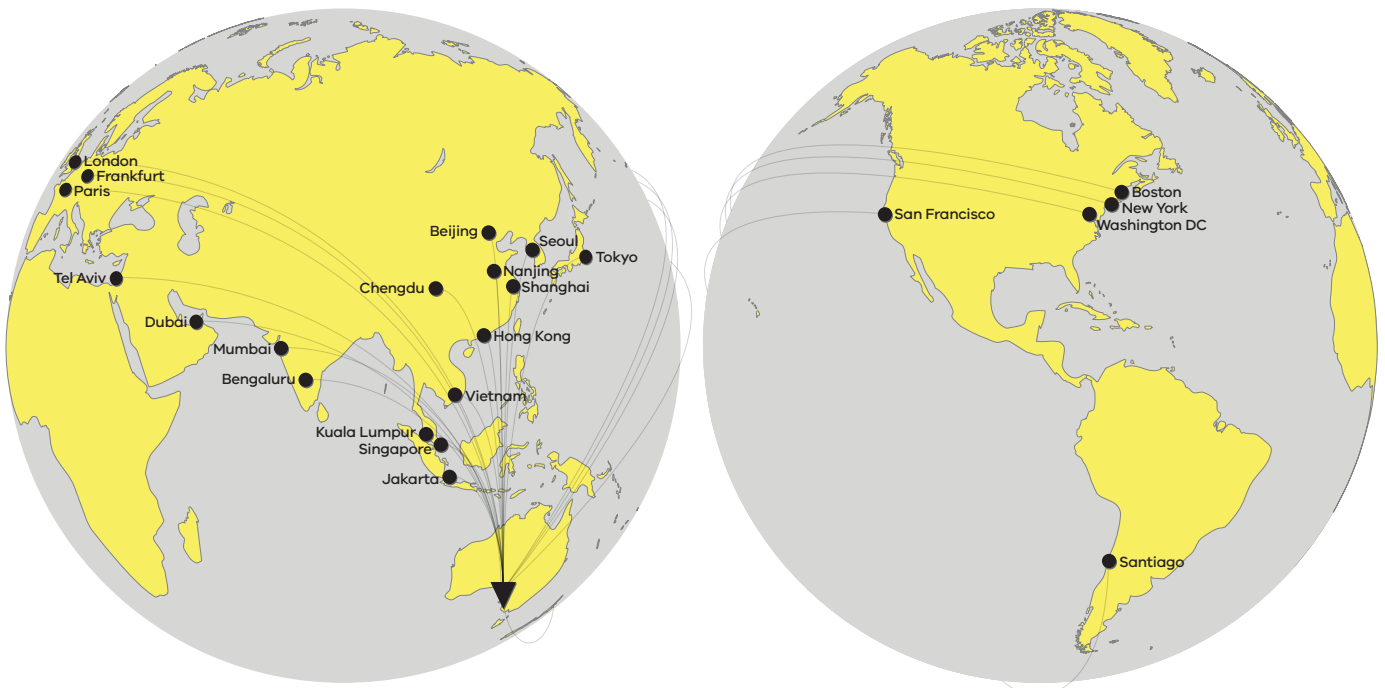 London
Frankfurt
Paris
Beijing
Seoul
Tokyo
Tel Aviv
Nanjing
Chengdu
Shanghai
Dubai
Hong Kong
Mumbai
Bengaluru
Vietnam
Kuala Lumpur
Singapore
Jakarta
Boston
New York
San Francisco
Washington DC
Santiago